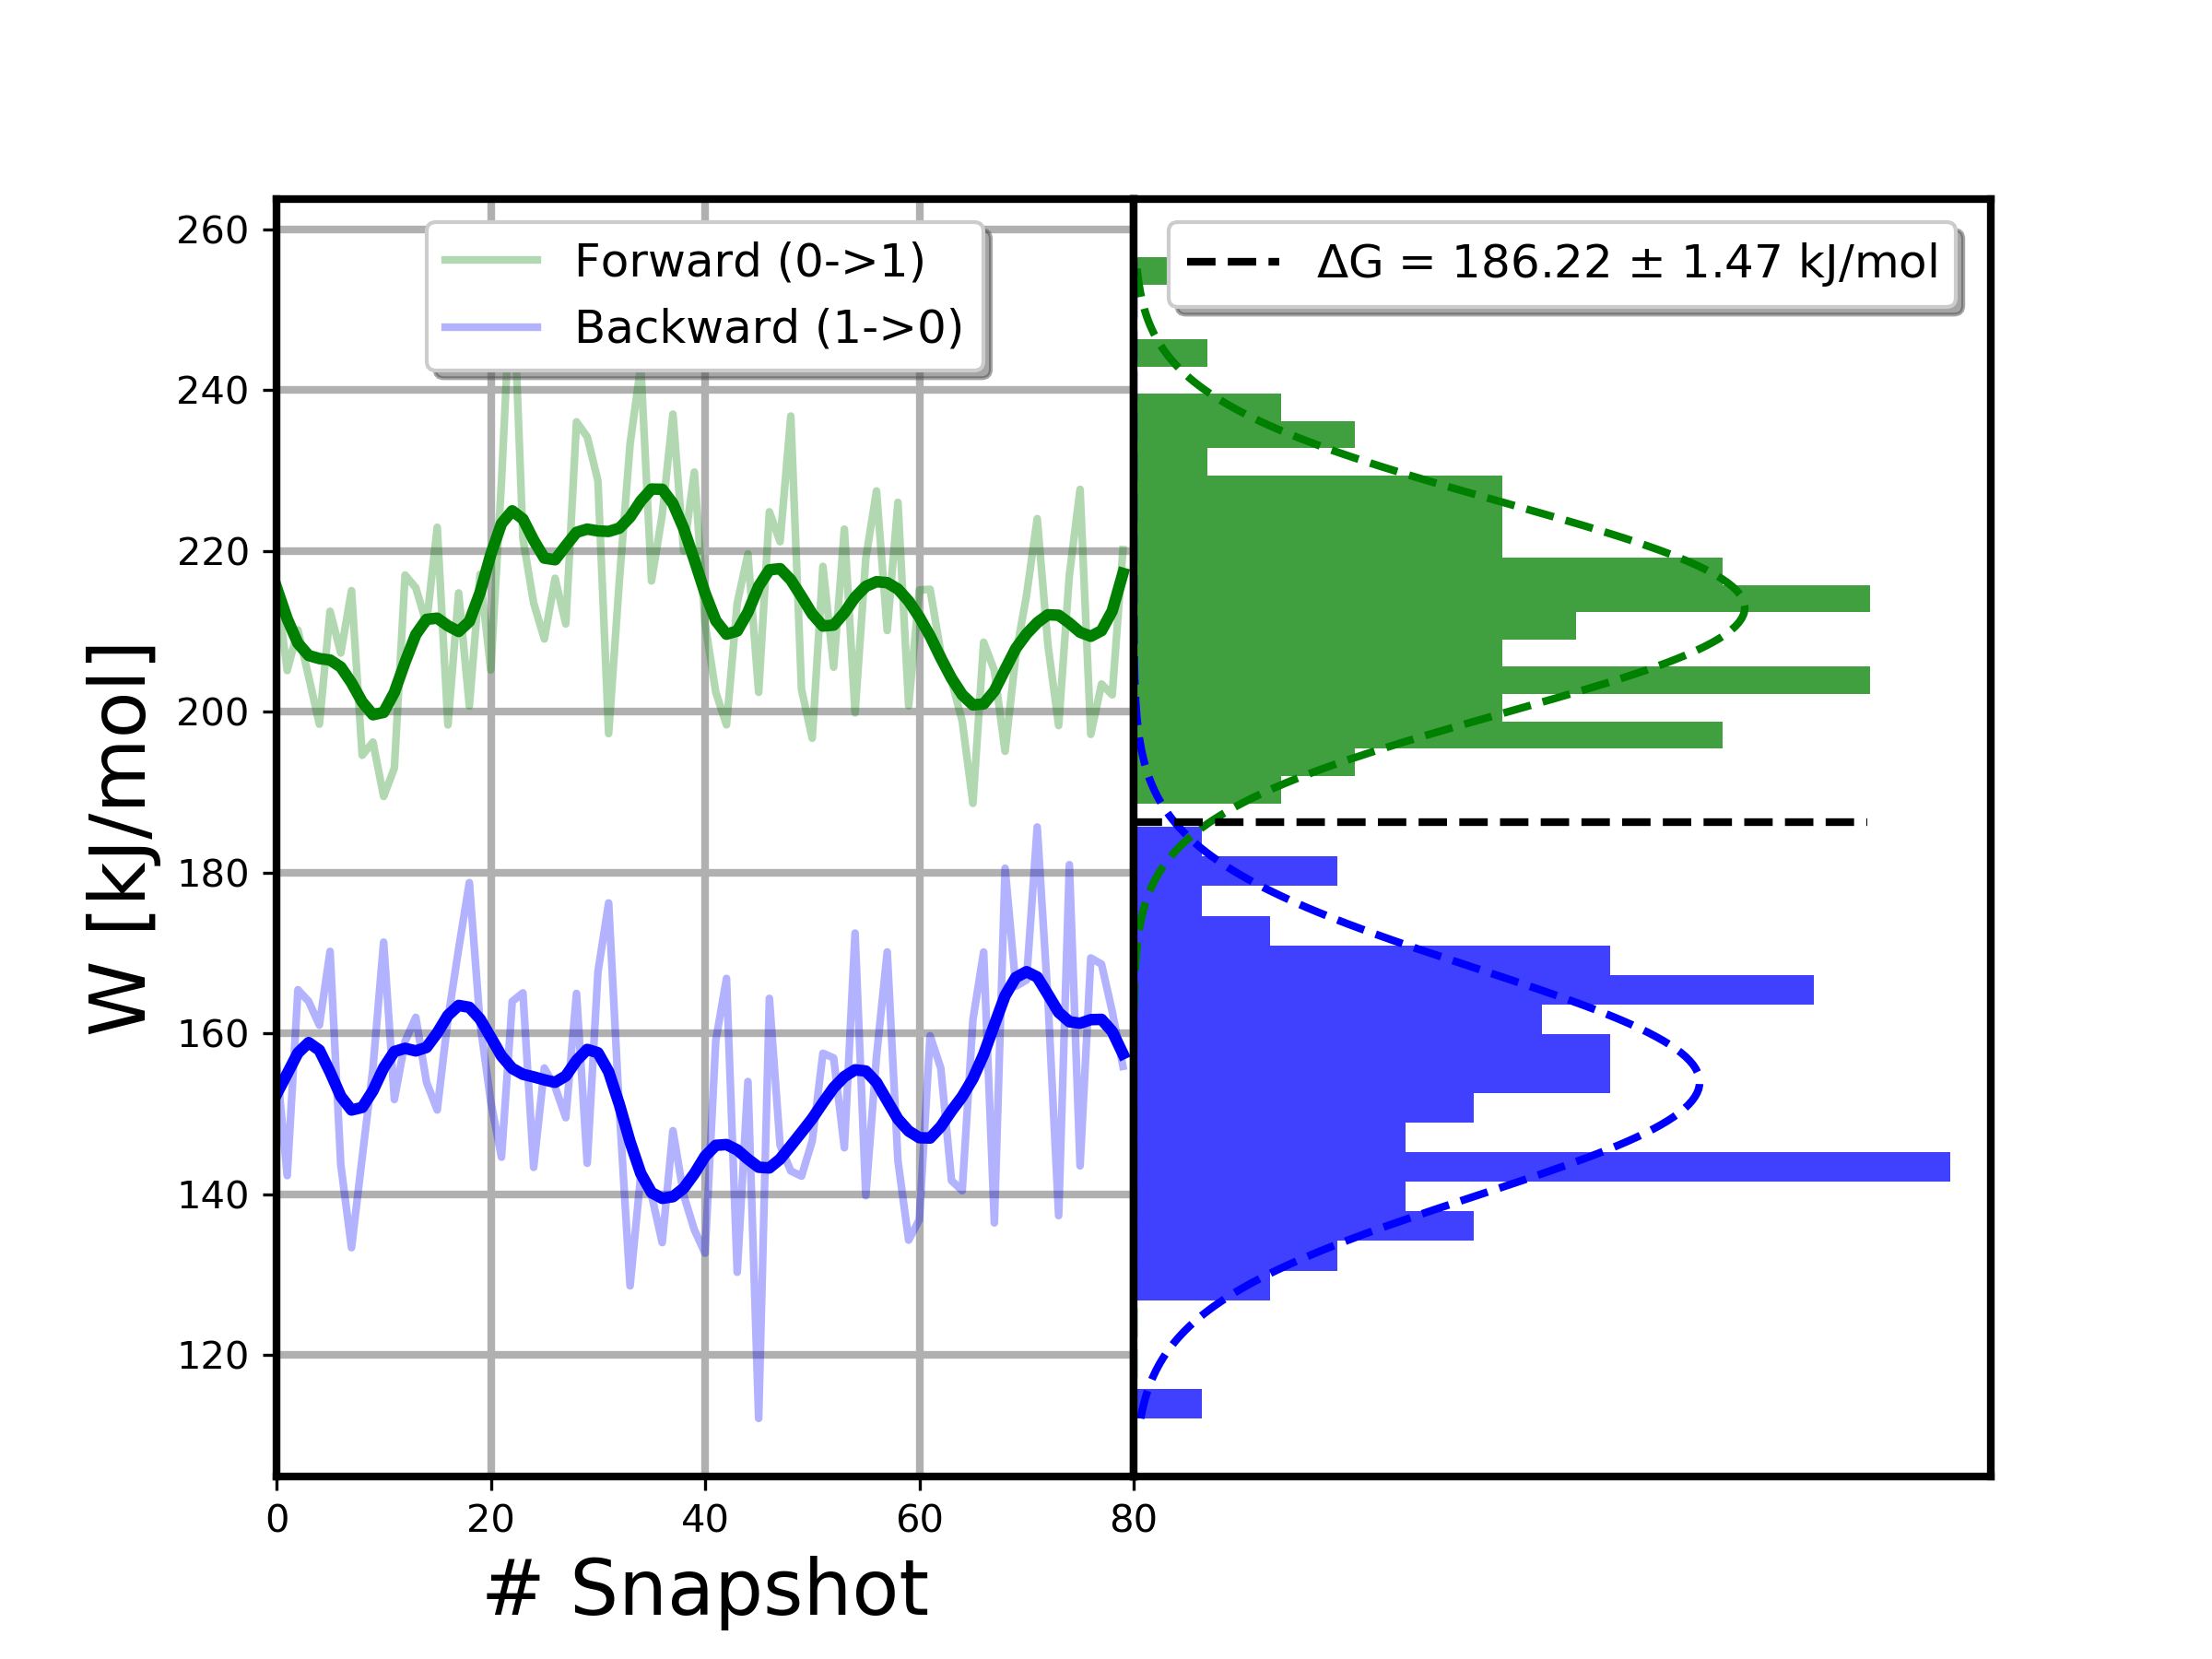 Forward (0->1)
Backward (1->0)
ΔG = 186.22 ± 1.47 kJ/mol
260
240
220
200
180
160
140
120
W [kJ/mol]
0 20 40 60 80
# Snapshot